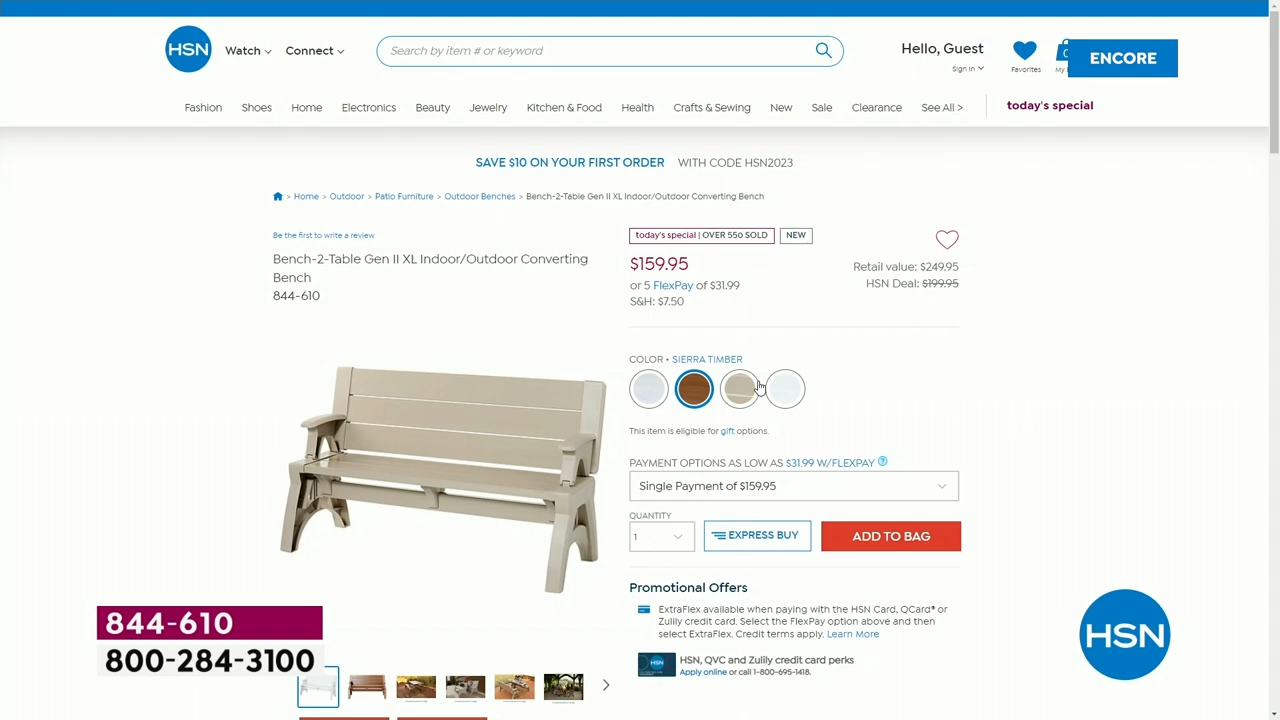 HSN
Watch
Connect
Search by item # or keyword
Hello, Guest
Sign In
Favorites
ENCORE
Fashion
Shoes
Home
Electronics
Beauty
Jewelry
Kitchen & Food
Health
Crafts & Sewing
New
Sale
Clearance
See All >
today's special
SAVE $10 ON YOUR FIRST ORDER WITH CODE HSN2023
> Home > Outdoor > Patio Furniture > Outdoor Benches > Bench-2-Table Gen II XL Indoor/Outdoor Converting Bench
Be the first to write a review
Bench-2-Table Gen II XL Indoor/Outdoor Converting
Bench
844-610
today's special | OVER 550 SOLD
NEW
$159.95
or 5 FlexPay of $31.99
S&H: $7.50
Retail value: $249.95
HSN Deal: $199.95
COLOR • SIERRA TIMBER
This item is eligible for gift options.
PAYMENT OPTIONS AS LOW AS $31.99 W/FLEXPAY ?
Single Payment of $159.95
QUANTITY
1
EXPRESS BUY
ADD TO BAG
Promotional Offers
ExtraFlex available when paying with the HSN Card, QCard® or
Zulily credit card. Select the FlexPay option above and then
select ExtraFlex. Credit terms apply. Learn More
HSN
HSN, QVC and Zulily credit card perks
Apply online or call 1-800-695-1418.
844-610
800-284-3100
HSN